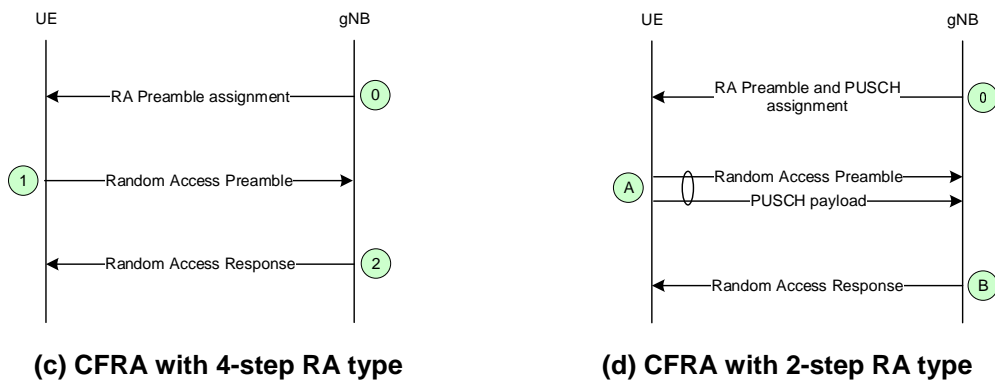 UE
gNB
RA Preamble assignment
0
1
Random Access Preamble
Random Access Response
2
(c) CFRA with 4-step RA type
UE
gNB
RA Preamble and PUSCH
assignment
0
A
Random Access Preamble
PUSCH payload
Random Access Response
B
(d) CFRA with 2-step RA type